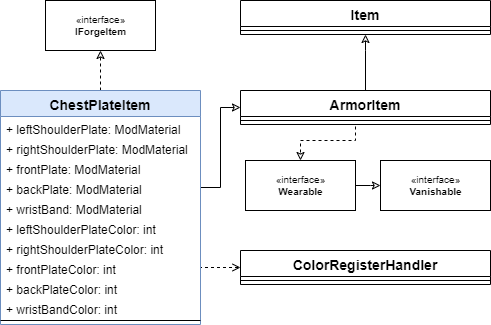 «interface»
IForgeItem
Item
ChestPlateItem
+ leftShoulderPlate: ModMaterial
+ rightShoulderPlate: ModMaterial
+ frontPlate: ModMaterial
+ backPlate: ModMaterial
+ wristBand: ModMaterial
+ leftShoulderPlateColor: int
+ rightShoulderPlateColor: int
+ frontPlateColor: int
+ backPlateColor: int
+ wristBandColor: int
ArmorItem
«interface»
Wearable
«interface»
Vanishable
ColorRegisterHandler